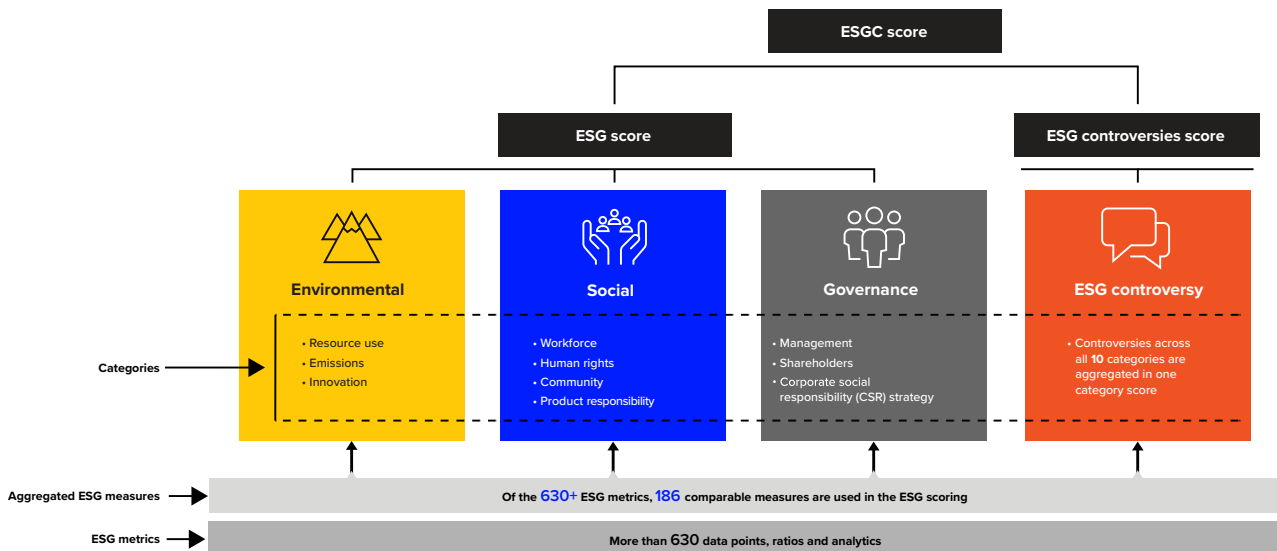 ESGC score
ESG score
ESG controversies score
Environmental
Social
Governance
ESG controversy
Categories
• Resource use
• Emissions
• Innovation
• Workforce
• Human rights
• Community
• Product responsibility
• Management
• Shareholders
• Corporate social
responsibility (CSR) strategy
• Controversies across
all 10 categories are
aggregated in one
category score
Aggregated ESG measures
Of the 630+ ESG metrics, 186 comparable measures are used in the ESG scoring
ESG metrics
More than 630 data points, ratios and analytics